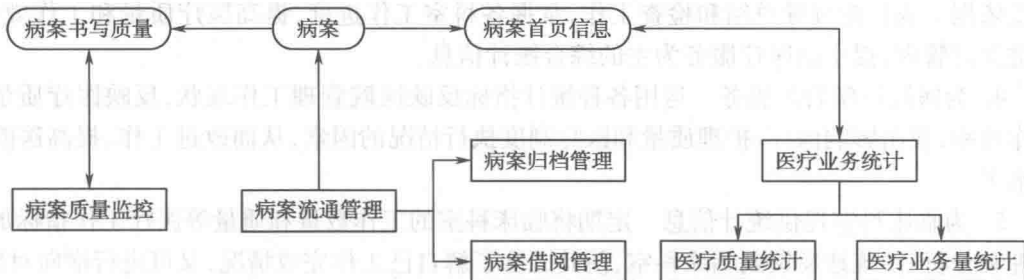 病案书写质量 病案 病案首页信息
病案归档管理 医疗业务统计
病案质量监控 病案流通管理
病案借阅管理 医疗质量统计 医疗业务量统计